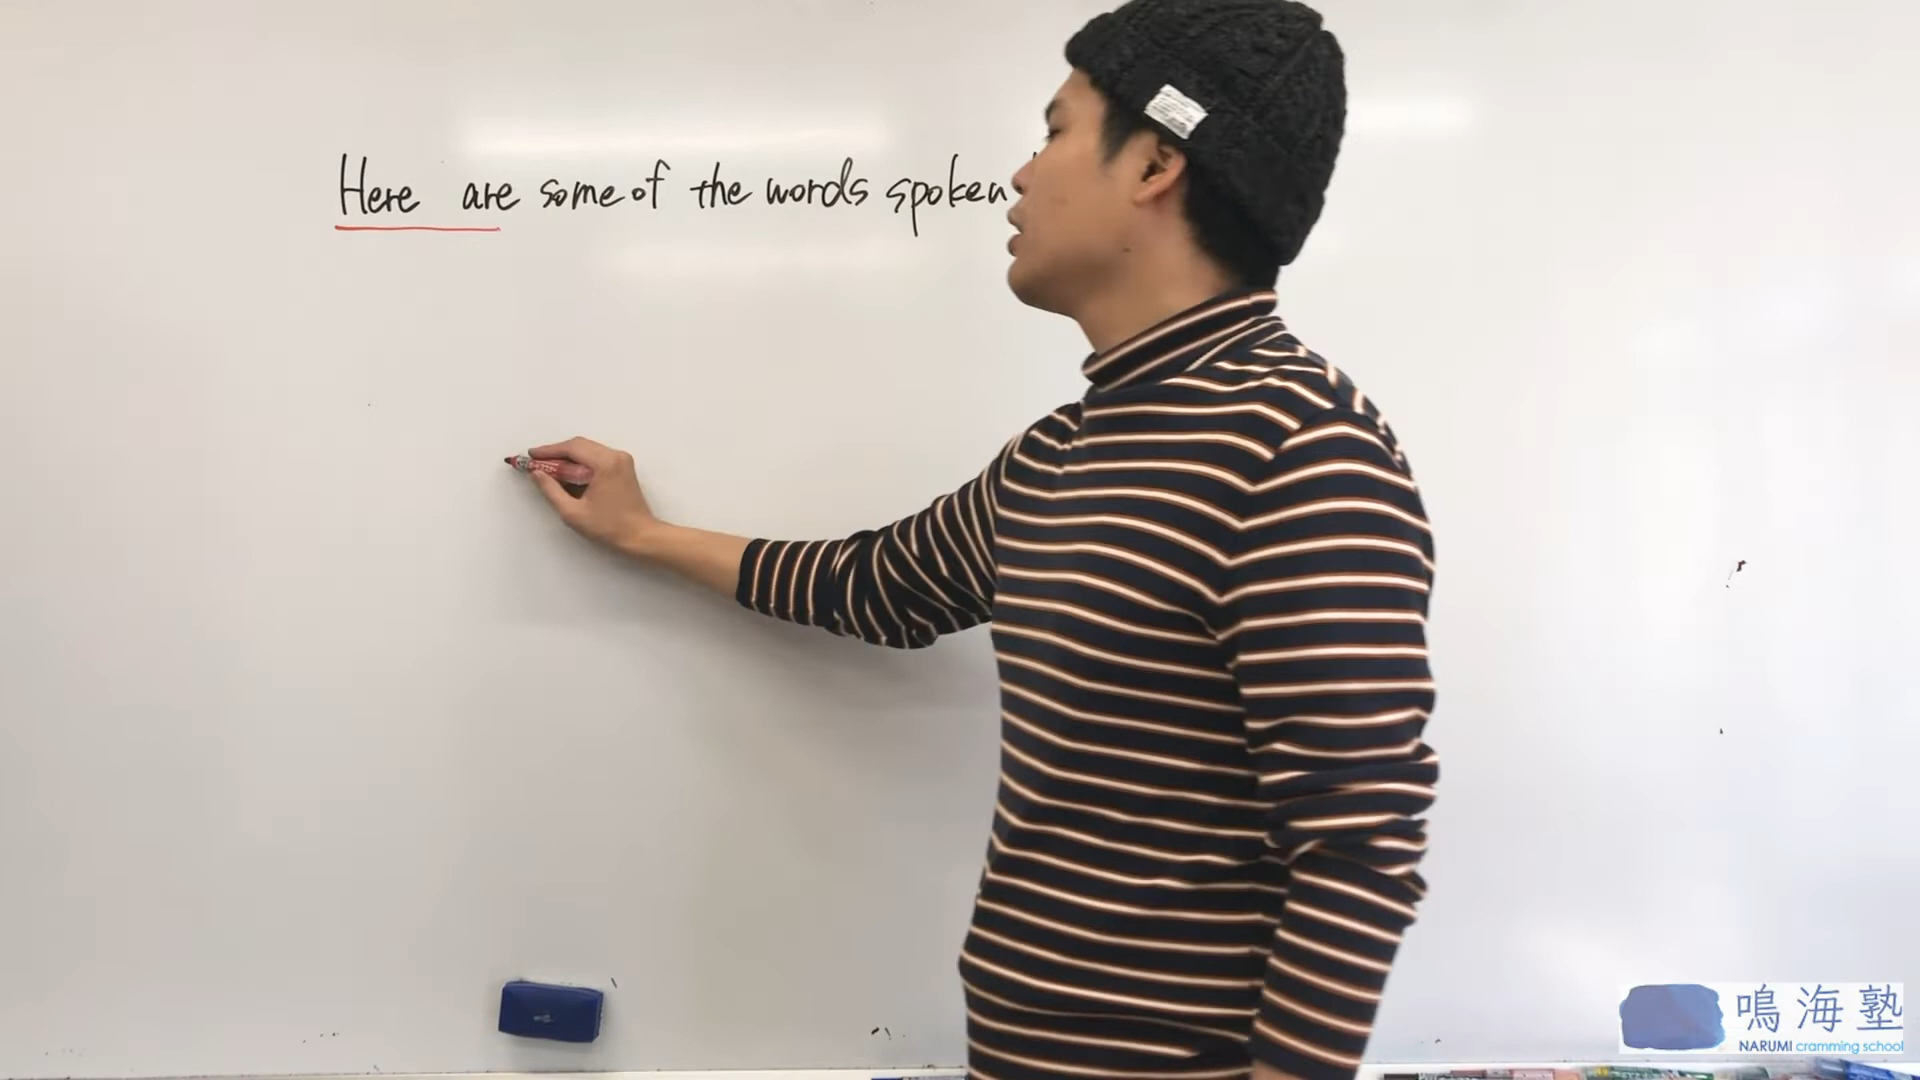 Here are some of the words spoken
鳴海塾
NARUMI cramming school